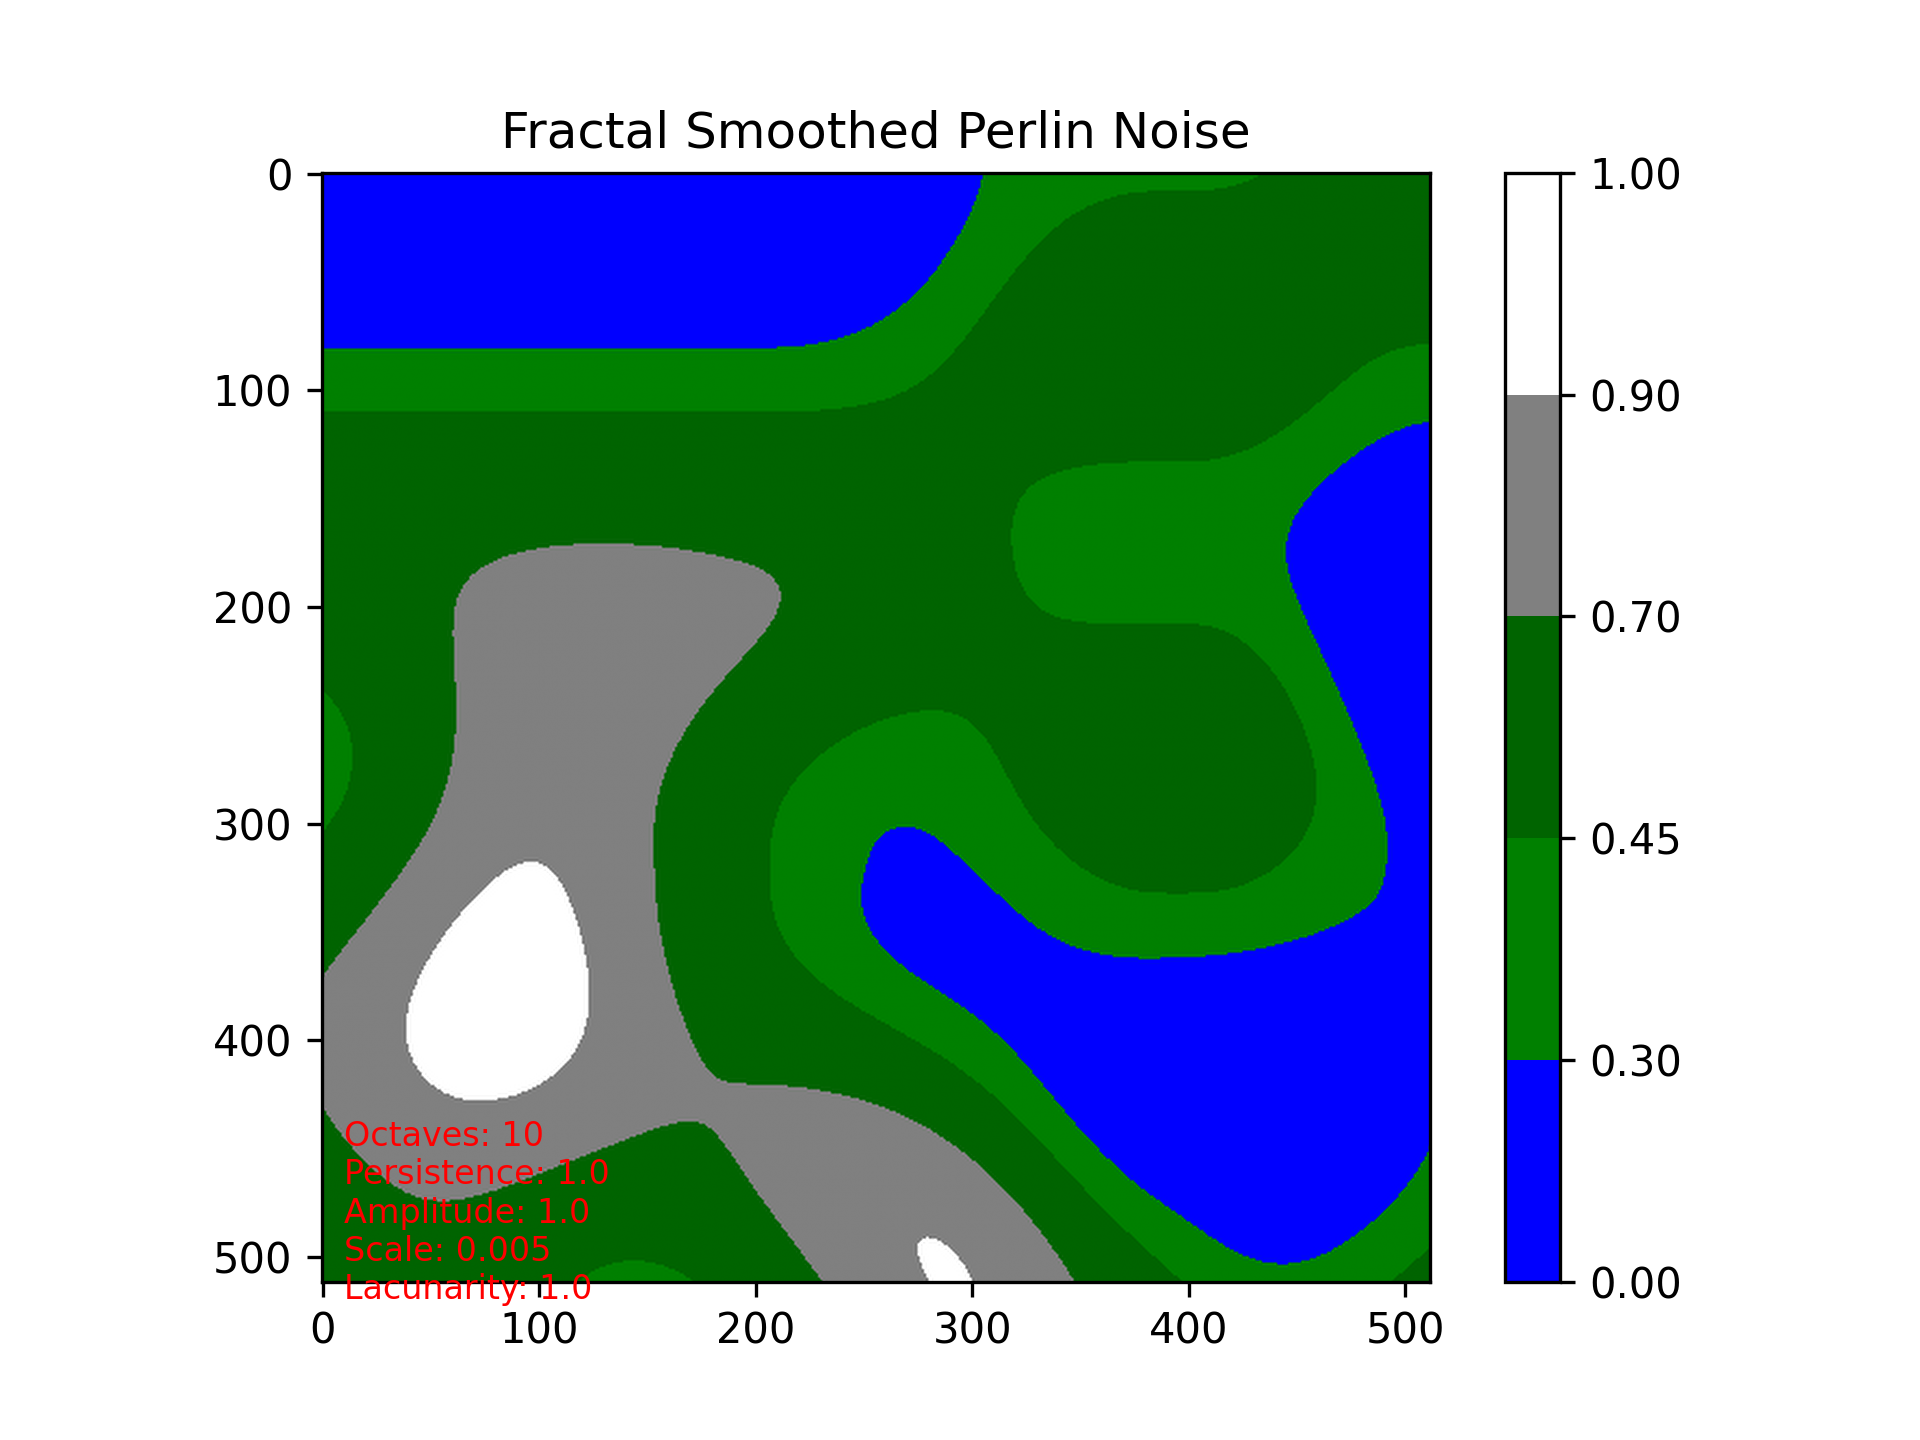 Fractal Smoothed Perlin Noise
0
100
200
300
400
500
Octaves: 10
Persistence: 1.0
Amplitude: 1.0
Scale: 0.005
Lacunarity: 1.0
0 100 200 300 400 500
1.00
0.90
0.70
0.45
0.30
0.00